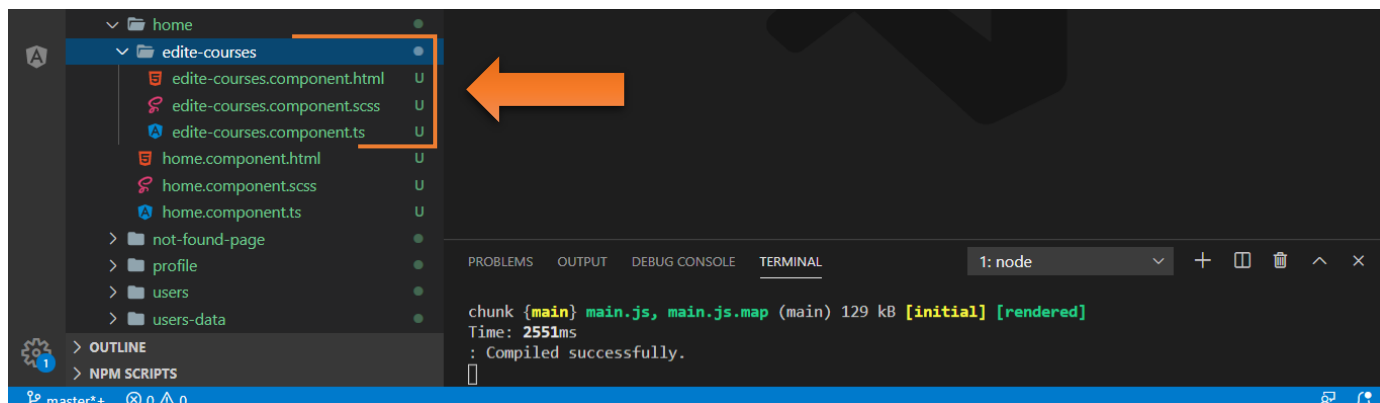 home
edite-courses
edite-courses.component.html U
edite-courses.component.scss U
edite-courses.component.ts U
home.component.html U
home.component.scss U
home.component.ts U
not-found-page
profile
users
users-data
OUTLINE
NPM SCRIPTS
1
master*+ 0 0
PROBLEMS OUTPUT DEBUG CONSOLE TERMINAL 1: node
chunk {main} main.js, main.js.map (main) 129 kB [initial] [rendered]
Time: 2551ms
: Compiled successfully.